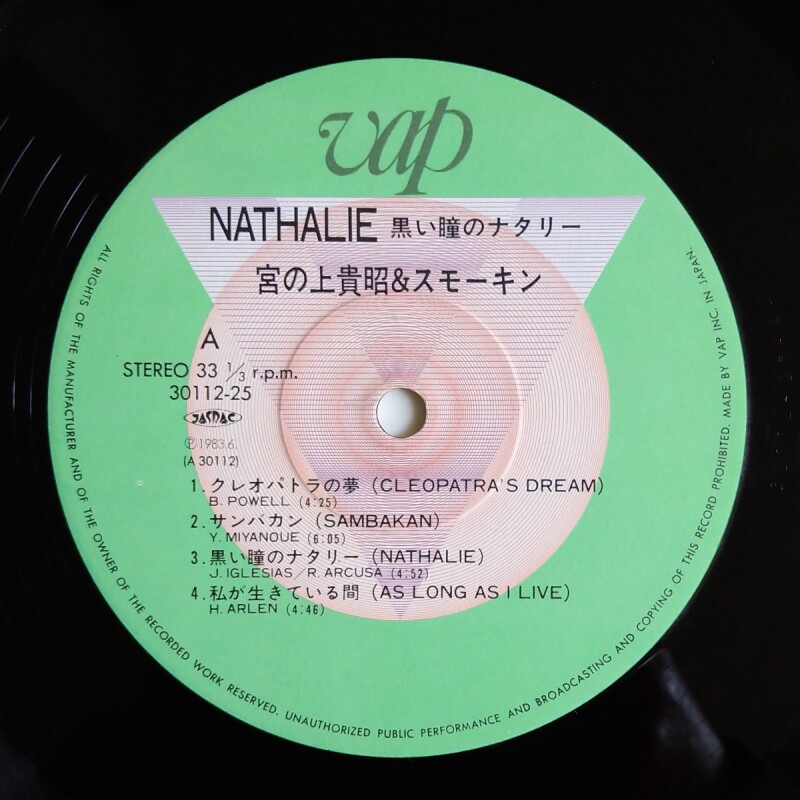 vap
NATHALIE 黒い瞳のナタリー
宮の上貴昭&スモーキン
A
STEREO 33 1/3 r.p.m.
30112-25
JASRAC
Ⓟ1983.6.
(A 30112)
1. クレオパトラの夢 (CLEOPATRA'S DREAM)
B. POWELL (4:25)
2. サンバカン (SAMBAKAN)
Y. MIYANOUE (6:05)
3. 黒い瞳のナタリー (NATHALIE)
J. IGLESIAS/R. ARCUSA (4:52)
4. 私が生きている間 (AS LONG AS I LIVE)
H. ARLEN (4:46)
ALL RIGHTS OF THE MANUFACTURER AND OF THE OWNER OF THE RECORDED WORK RESERVED. UNAUTHORIZED PUBLIC PERFORMANCE AND BROADCASTING AND COPYING OF THIS RECORD PROHIBITED. MADE BY VAP INC. IN JAPAN.